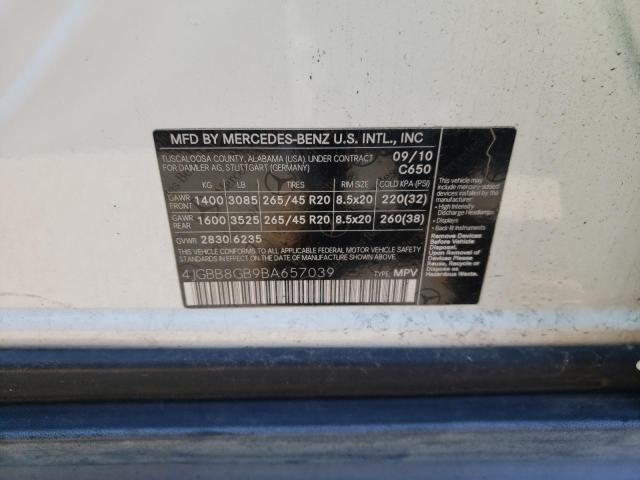 MFD BY MERCEDES-BENZ U.S. INTL., INC
TUSCALOOSA COUNTY, ALABAMA (USA). UNDER CONTRACT 09/10
FOR DAIMLER AG, STUTTGART (GERMANY) C650
KG LB TIRES RIM SIZE COLD KPA (PSI)
GAWR FRONT 1400 3085 265/45 R20 8.5x20 220(32)
GAWR REAR 1600 3525 265/45 R20 8.5x20 260(38)
GVWR 2830 6235
THIS VEHICLE CONFORMS TO ALL APPLICABLE FEDERAL MOTOR VEHICLE SAFETY
STANDARDS IN EFFECT ON THE DATE OF MANUFACTURE SHOWN ABOVE.
4JGBB8GB9BA657039 TYPE: MPV
This vehicle
may include
mercury-added
devices installed by
the manufacturer:
• High-Intensity
Discharge Headlamps,
• Displays
• Back-lit Instruments
Remove Devices
Before Vehicle
Disposal.
Upon Removal of
Devices Please
Reuse, Recycle
or Dispose as
Hazardous Waste.